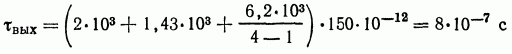 τвых = (2·10³ + 1,43·10³ + 6,2·10³/(4 — 1))·150·10⁻¹² = 8·10⁻⁷ с